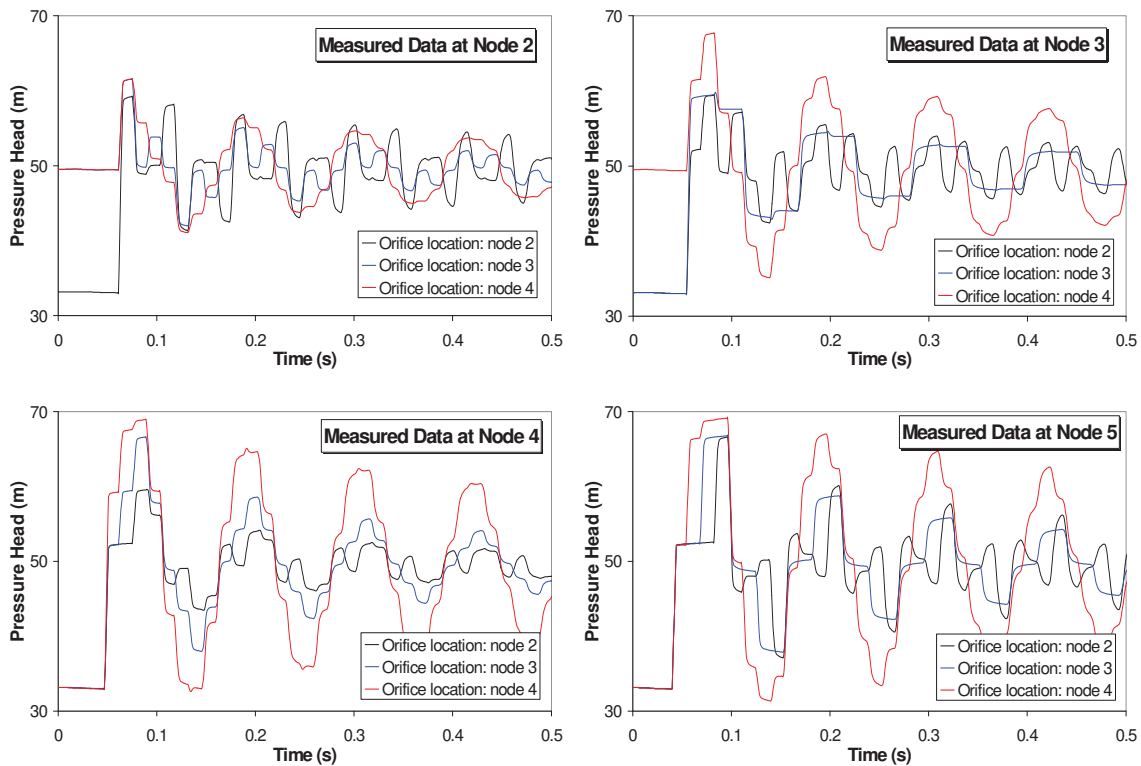 70
Measured Data at Node 2
Pressure Head (m)
50
Orifice location: node 2
Orifice location: node 3
Orifice location: node 4
30
0 0.1 0.2 0.3 0.4 0.5
Time (s)
70
Measured Data at Node 3
Pressure Head (m)
50
Orifice location: node 2
Orifice location: node 3
Orifice location: node 4
30
0 0.1 0.2 0.3 0.4 0.5
Time (s)
70
Measured Data at Node 4
Pressure Head (m)
50
Orifice location: node 2
Orifice location: node 3
Orifice location: node 4
30
0 0.1 0.2 0.3 0.4 0.5
Time (s)
70
Measured Data at Node 5
Pressure Head (m)
50
Orifice location: node 2
Orifice location: node 3
Orifice location: node 4
30
0 0.1 0.2 0.3 0.4 0.5
Time (s)